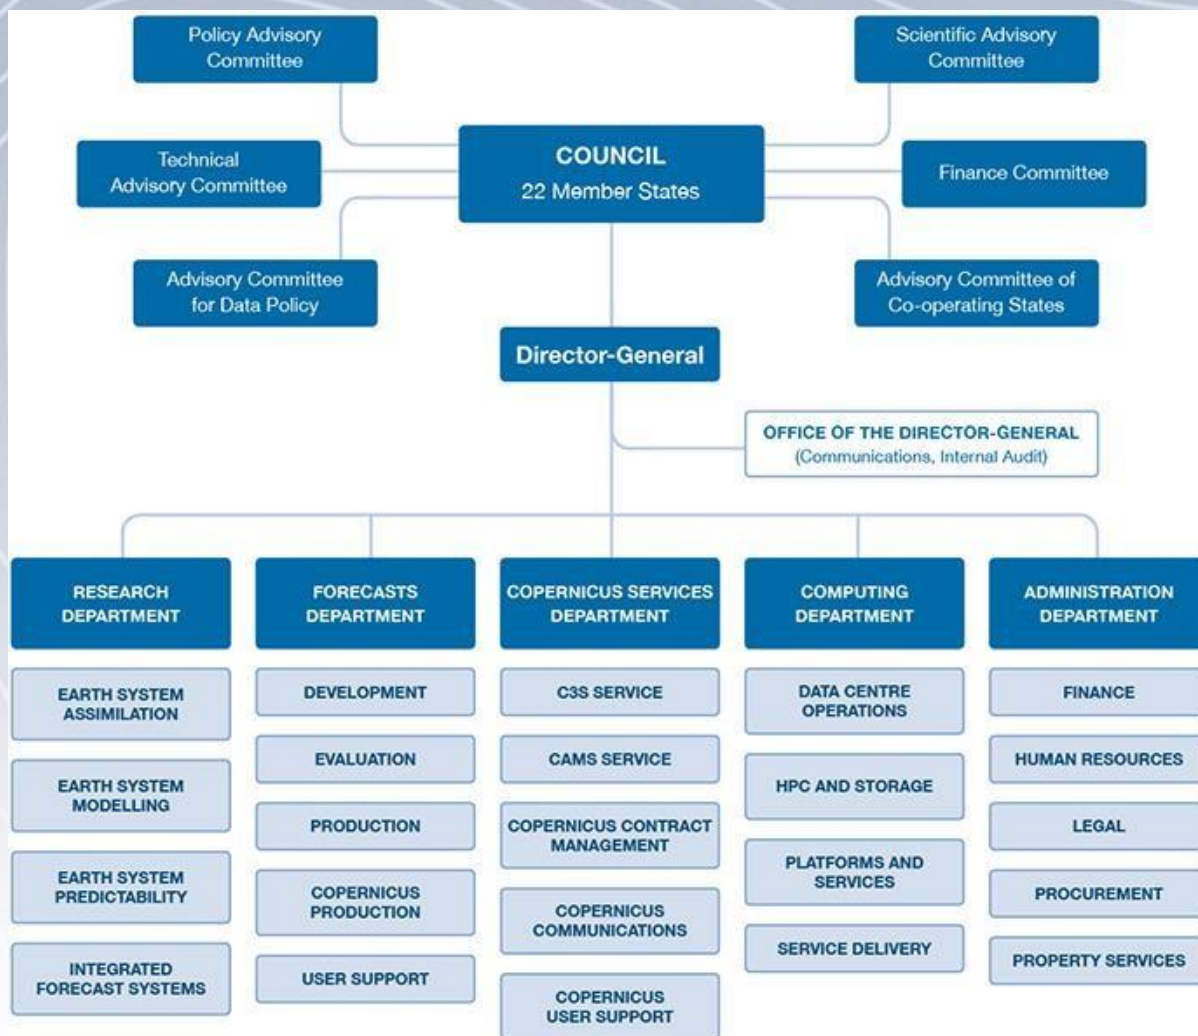 Policy Advisory
Committee
Scientific Advisory
Committee
COUNCIL
22 Member States
Technical
Advisory Committee
Finance Committee
Advisory Committee
for Data Policy
Advisory Committee of
Co-operating States
Director-General
OFFICE OF THE DIRECTOR-GENERAL
(Communications, Internal Audit)
RESEARCH
DEPARTMENT
EARTH SYSTEM
ASSIMILATION
EARTH SYSTEM
MODELLING
EARTH SYSTEM
PREDICTABILITY
INTEGRATED
FORECAST SYSTEMS
FORECASTS
DEPARTMENT
DEVELOPMENT
EVALUATION
PRODUCTION
COPERNICUS
PRODUCTION
USER SUPPORT
COPERNICUS SERVICES
DEPARTMENT
C3S SERVICE
CAMS SERVICE
COPERNICUS CONTRACT
MANAGEMENT
COPERNICUS
COMMUNICATIONS
COPERNICUS
USER SUPPORT
COMPUTING
DEPARTMENT
DATA CENTRE
OPERATIONS
HPC AND STORAGE
PLATFORMS AND
SERVICES
SERVICE DELIVERY
ADMINISTRATION
DEPARTMENT
FINANCE
HUMAN RESOURCES
LEGAL
PROCUREMENT
PROPERTY SERVICES